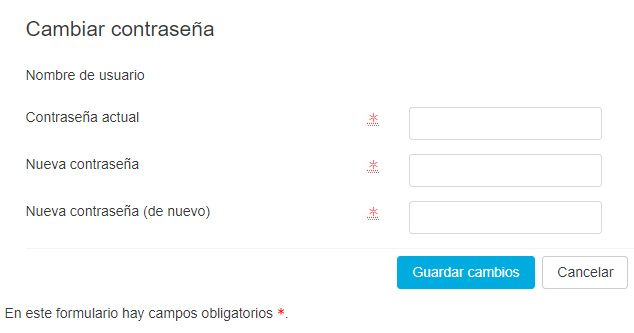 Cambiar contraseña
Nombre de usuario
Contraseña actual *
Nueva contraseña *
Nueva contraseña (de nuevo) *
Guardar cambios Cancelar
En este formulario hay campos obligatorios *.